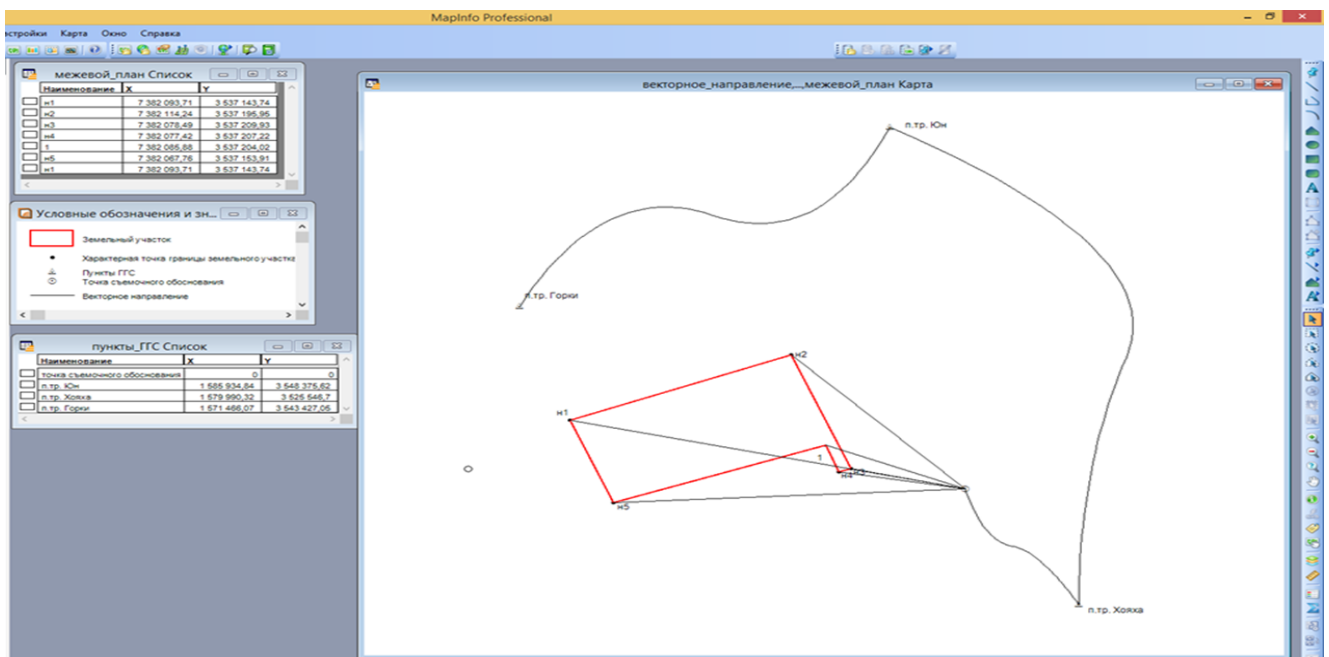 MapInfo Professional
стройки Карта Окно Справка
межевой_план Список
Наименование X Y
н1 7 382 093,71 3 537 143,74
н2 7 382 114,24 3 537 195,95
н3 7 382 078,49 3 537 209,93
н4 7 382 077,42 3 537 207,22
1 7 382 085,88 3 537 204,02
н5 7 382 067,76 3 537 153,91
н1 7 382 093,71 3 537 143,74
Условные обозначения и зн...
Земельный участок
Характерная точка границы земельного участка
Пункты ГГС
Точка съемочного обоснования
Векторное направление
пункты_ГГС Список
Наименование X Y
точка съемочного обоснования 0 0
п.тр. Юн 1 585 934,84 3 548 375,62
п.тр. Хояха 1 579 990,32 3 525 546,7
п.тр. Горки 1 571 466,07 3 543 427,05
векторное_направление,...,межевой_план Карта
п.тр. Юн
п.тр. Горки
н2
н1
1
н3
н4
н5
п.тр. Хояха